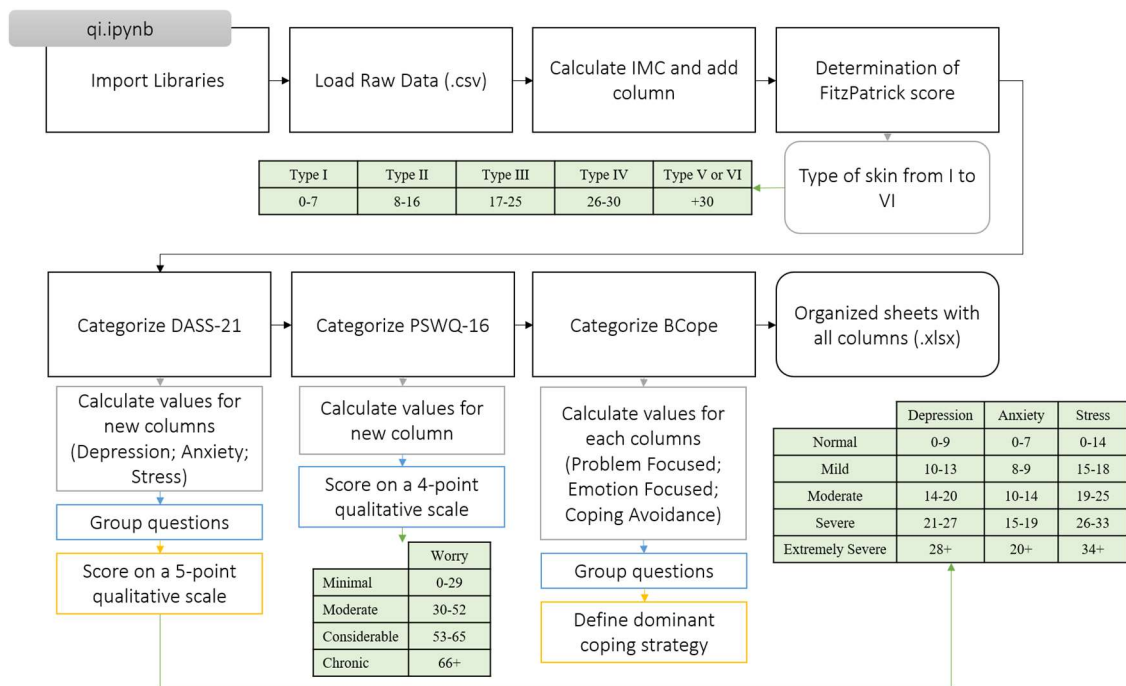 qi.ipynb
Import Libraries
Load Raw Data (.csv)
Calculate IMC and add
column
Determination of
FitzPatrick score
Type of skin from I to
VI
Type I Type II Type III Type IV Type V or VI
0-7 8-16 17-25 26-30 +30
Categorize DASS-21
Categorize PSWQ-16
Categorize BCope
Organized sheets with
all columns (.xlsx)
Calculate values for
new columns
(Depression; Anxiety;
Stress)
Group questions
Score on a 5-point
qualitative scale
Calculate values for
new column
Score on a 4-point
qualitative scale
Worry
Minimal 0-29
Moderate 30-52
Considerable 53-65
Chronic 66+
Calculate values for
each columns
(Problem Focused;
Emotion Focused;
Coping Avoidance)
Group questions
Define dominant
coping strategy
Depression Anxiety Stress
Normal 0-9 0-7 0-14
Mild 10-13 8-9 15-18
Moderate 14-20 10-14 19-25
Severe 21-27 15-19 26-33
Extremely Severe 28+ 20+ 34+